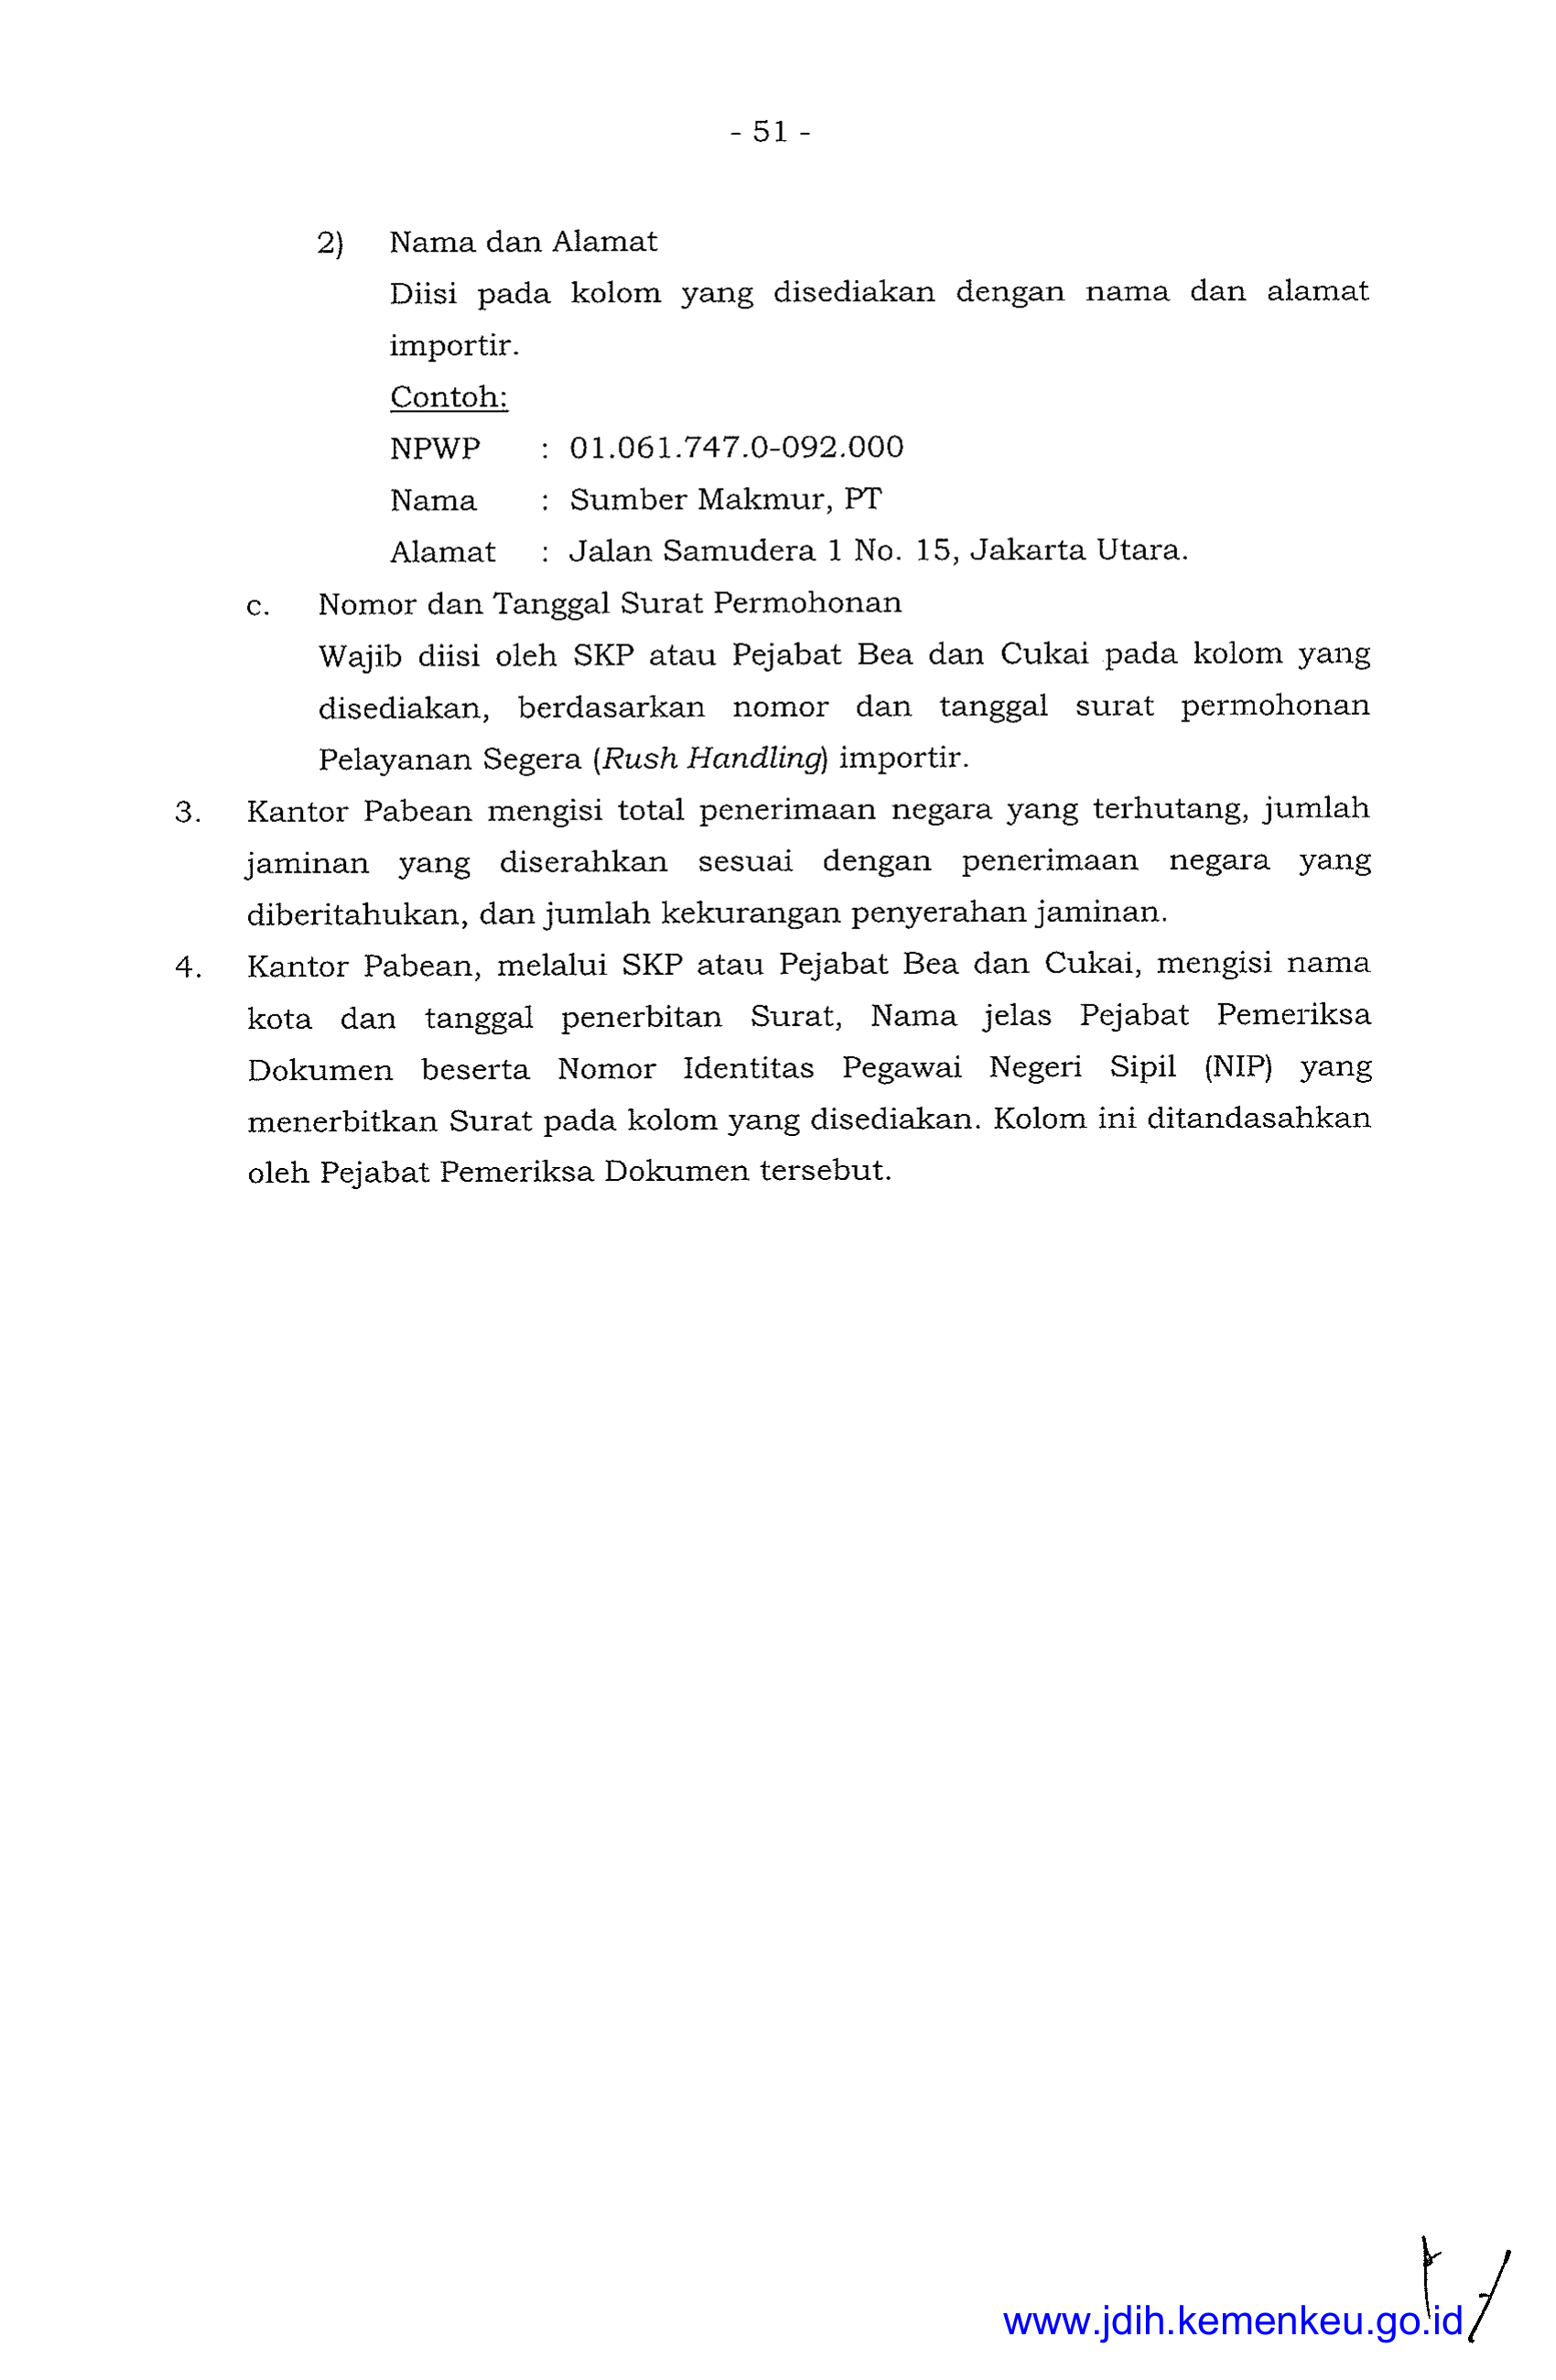 - 51 -
2) Nama dan Alamat
Diisi pada kolom yang disediakan dengan nama dan alamat
importir.
Contoh:
NPWP : 01.061.747.0-092.000
Nama : Sumber Makmur, PT
Alamat : Jalan Samudera 1 No. 15, Jakarta Utara.
c. Nomor dan Tanggal Surat Permohonan
Wajib diisi oleh SKP atau Pejabat Bea dan Cukai pada kolom yang
disediakan, berdasarkan nomor dan tanggal surat permohonan
Pelayanan Segera (Rush Handling) importir.
3. Kantor Pabean mengisi total penerimaan negara yang terhutang, jumlah
jaminan yang diserahkan sesuai dengan penerimaan negara yang
diberitahukan, dan jumlah kekurangan penyerahan jaminan.
4. Kantor Pabean, melalui SKP atau Pejabat Bea dan Cukai, mengisi nama
kota dan tanggal penerbitan Surat, Nama jelas Pejabat Pemeriksa
Dokumen beserta Nomor Identitas Pegawai Negeri Sipil (NIP) yang
menerbitkan Surat pada kolom yang disediakan. Kolom ini ditandasahkan
oleh Pejabat Pemeriksa Dokumen tersebut.
www.jdih.kemenkeu.go.id